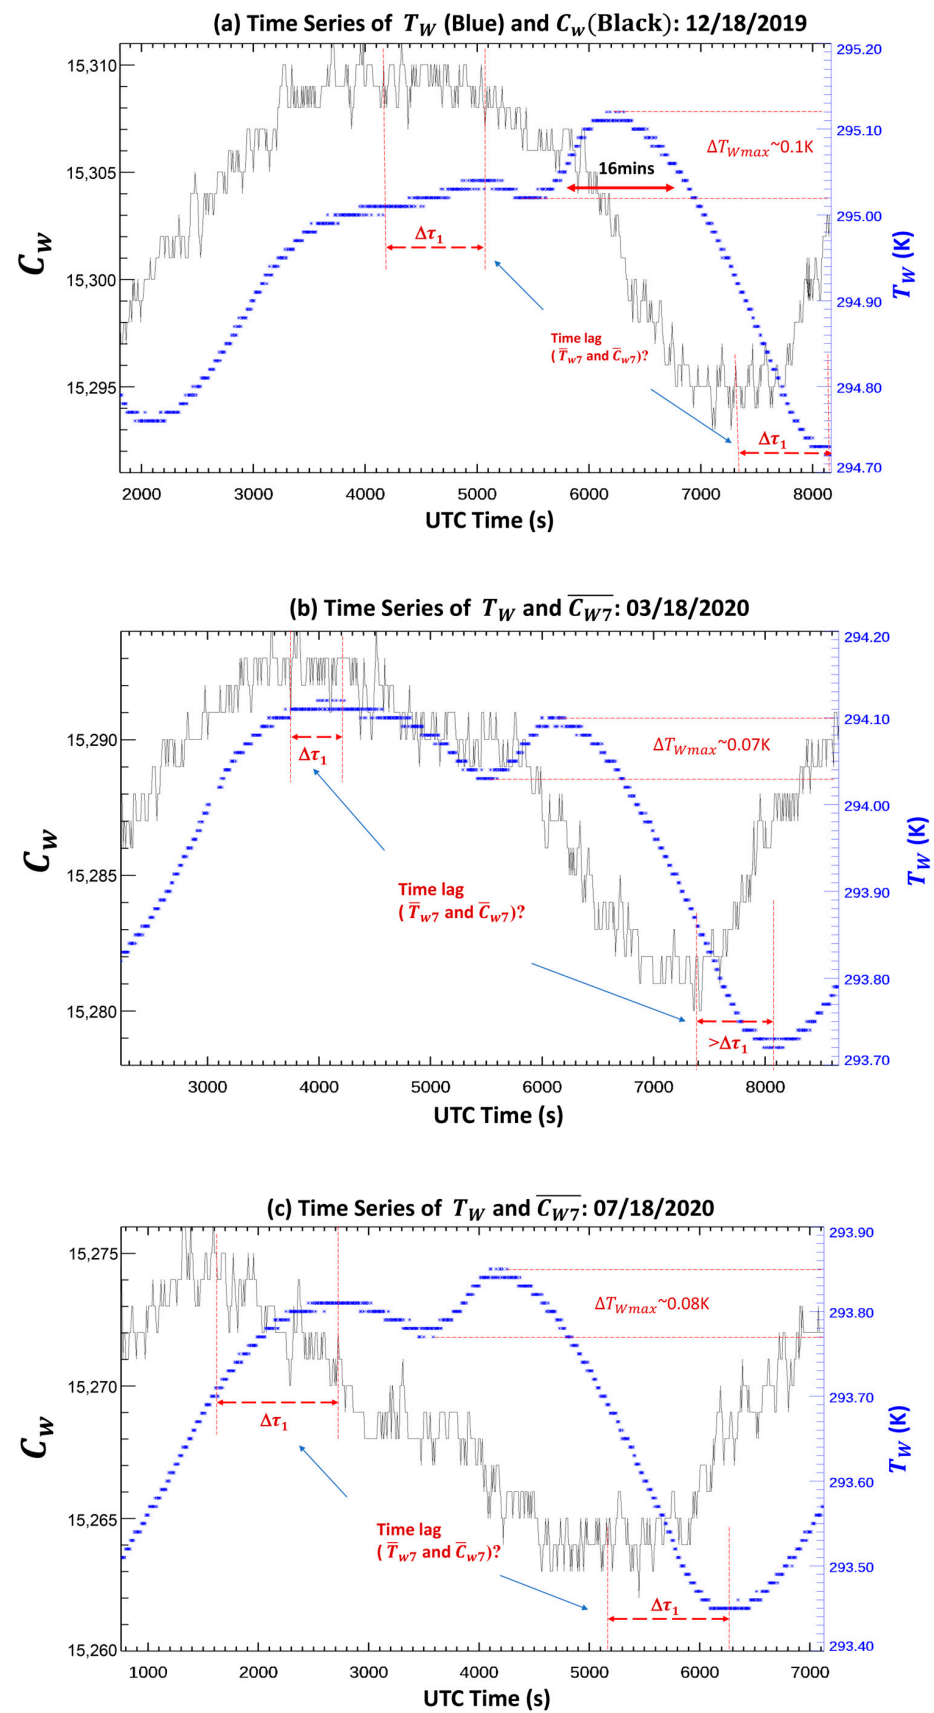 (a) Time Series of T_W (Blue) and C_w(Black): 12/18/2019
15,310
15,305
15,300
15,295
C_w
295.20
295.10
295.00
294.90
294.80
294.70
T_W (K)
ΔT_Wmax~0.1K
16mins
Δτ_1
Time lag
(T̅_w7 and C̅_w7)?
Δτ_1
2000 3000 4000 5000 6000 7000 8000
UTC Time (s)
(b) Time Series of T_W and C̅_W7: 03/18/2020
15,290
15,285
15,280
C_w
294.20
294.10
294.00
293.90
293.80
293.70
T_W (K)
ΔT_Wmax~0.07K
Δτ_1
Time lag
(T̅_w7 and C̅_w7)?
>Δτ_1
3000 4000 5000 6000 7000 8000
UTC Time (s)
(c) Time Series of T_W and C̅_W7: 07/18/2020
15,275
15,270
15,265
15,260
C_w
293.90
293.80
293.70
293.60
293.50
293.40
T_W (K)
ΔT_Wmax~0.08K
Δτ_1
Time lag
(T̅_w7 and C̅_w7)?
Δτ_1
1000 2000 3000 4000 5000 6000 7000
UTC Time (s)